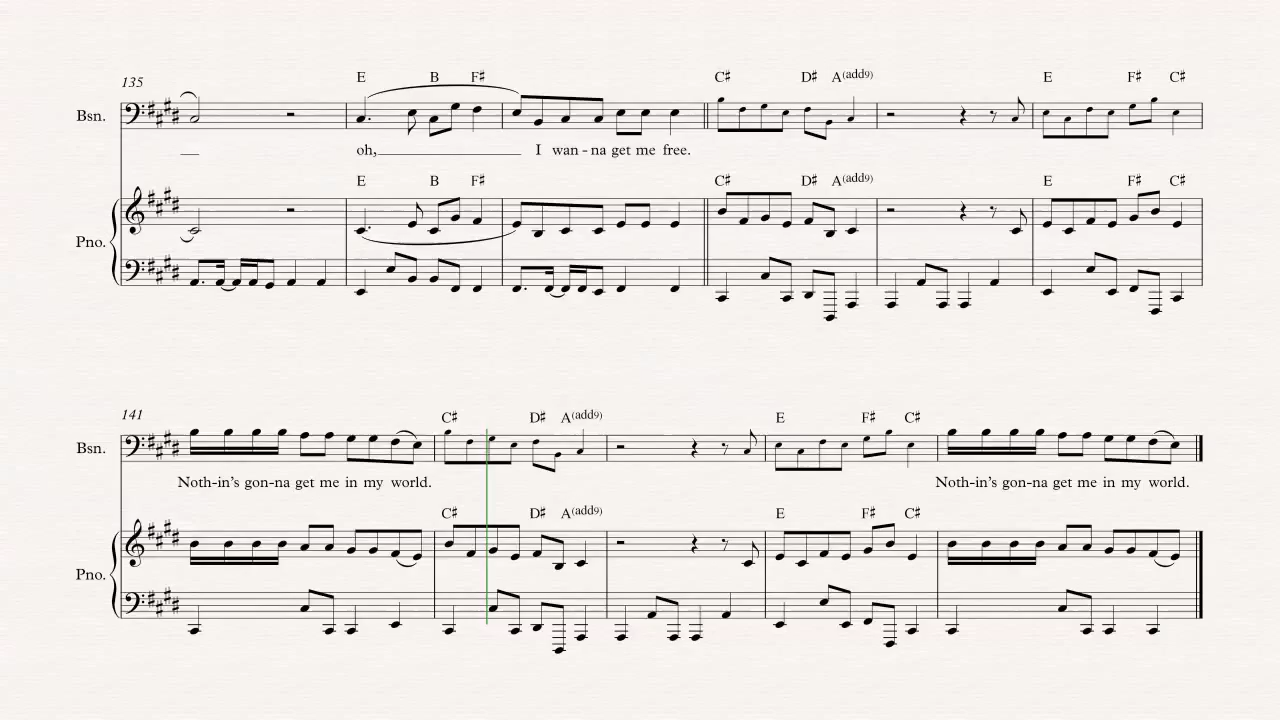 135
E B F♯ C♯ D♯ A(add9) E F♯ C♯
Bsn.
oh, I wan - na get me free.
E B F♯ C♯ D♯ A(add9) E F♯ C♯
Pno.
141
C♯ D♯ A(add9) E F♯ C♯
Bsn.
Noth-in's gon-na get me in my world. Noth-in's gon-na get me in my world.
C♯ D♯ A(add9) E F♯ C♯
Pno.